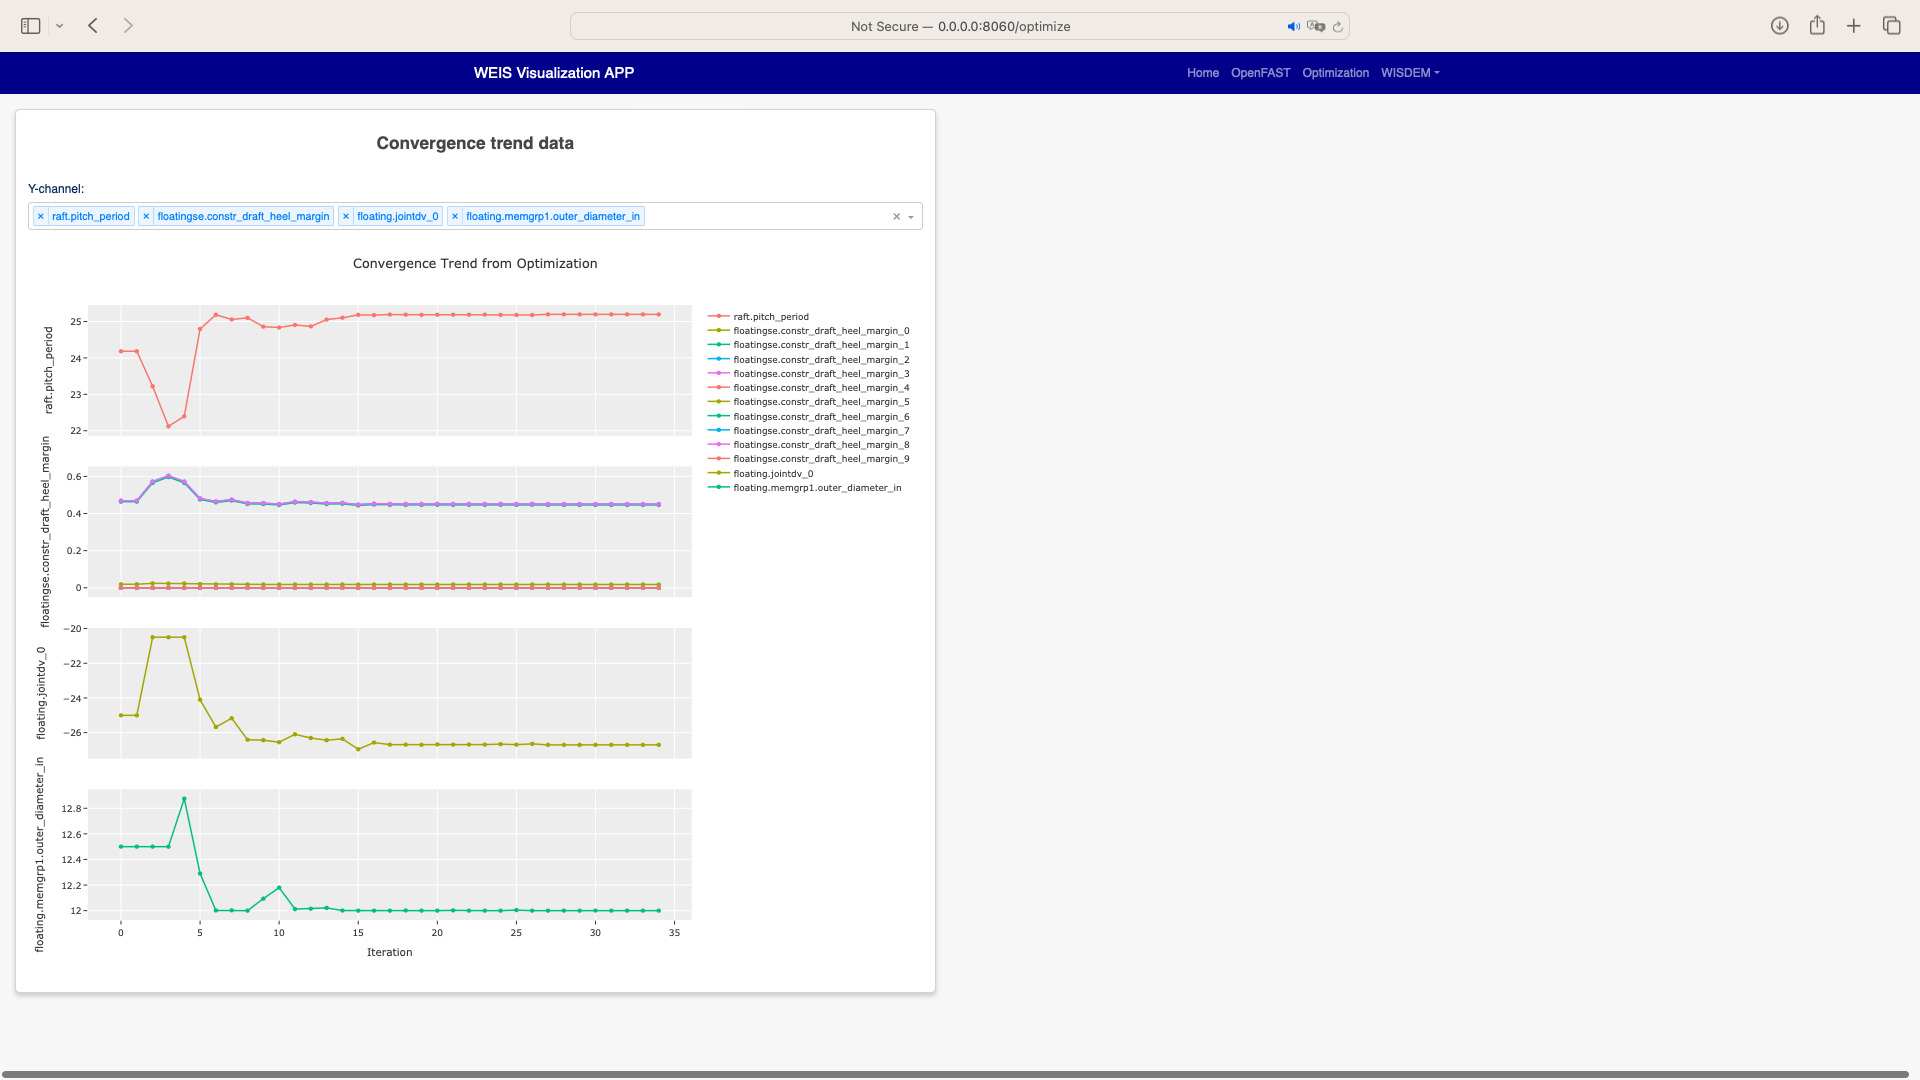 Not Secure — 0.0.0.0:8060/optimize
WEIS Visualization APP
Home OpenFAST Optimization WISDEM
Convergence trend data
Y-channel:
× raft.pitch_period × floatingse.constr_draft_heel_margin × floating.jointdv_0 × floating.memgrp1.outer_diameter_in ×
Convergence Trend from Optimization
raft.pitch_period
25
24
23
22
floatingse.constr_draft_heel_margin
0.6
0.4
0.2
0
floating.jointdv_0
−20
−22
−24
−26
floating.memgrp1.outer_diameter_in
12.8
12.6
12.4
12.2
12
0 5 10 15 20 25 30 35
Iteration
raft.pitch_period
floatingse.constr_draft_heel_margin_0
floatingse.constr_draft_heel_margin_1
floatingse.constr_draft_heel_margin_2
floatingse.constr_draft_heel_margin_3
floatingse.constr_draft_heel_margin_4
floatingse.constr_draft_heel_margin_5
floatingse.constr_draft_heel_margin_6
floatingse.constr_draft_heel_margin_7
floatingse.constr_draft_heel_margin_8
floatingse.constr_draft_heel_margin_9
floating.jointdv_0
floating.memgrp1.outer_diameter_in